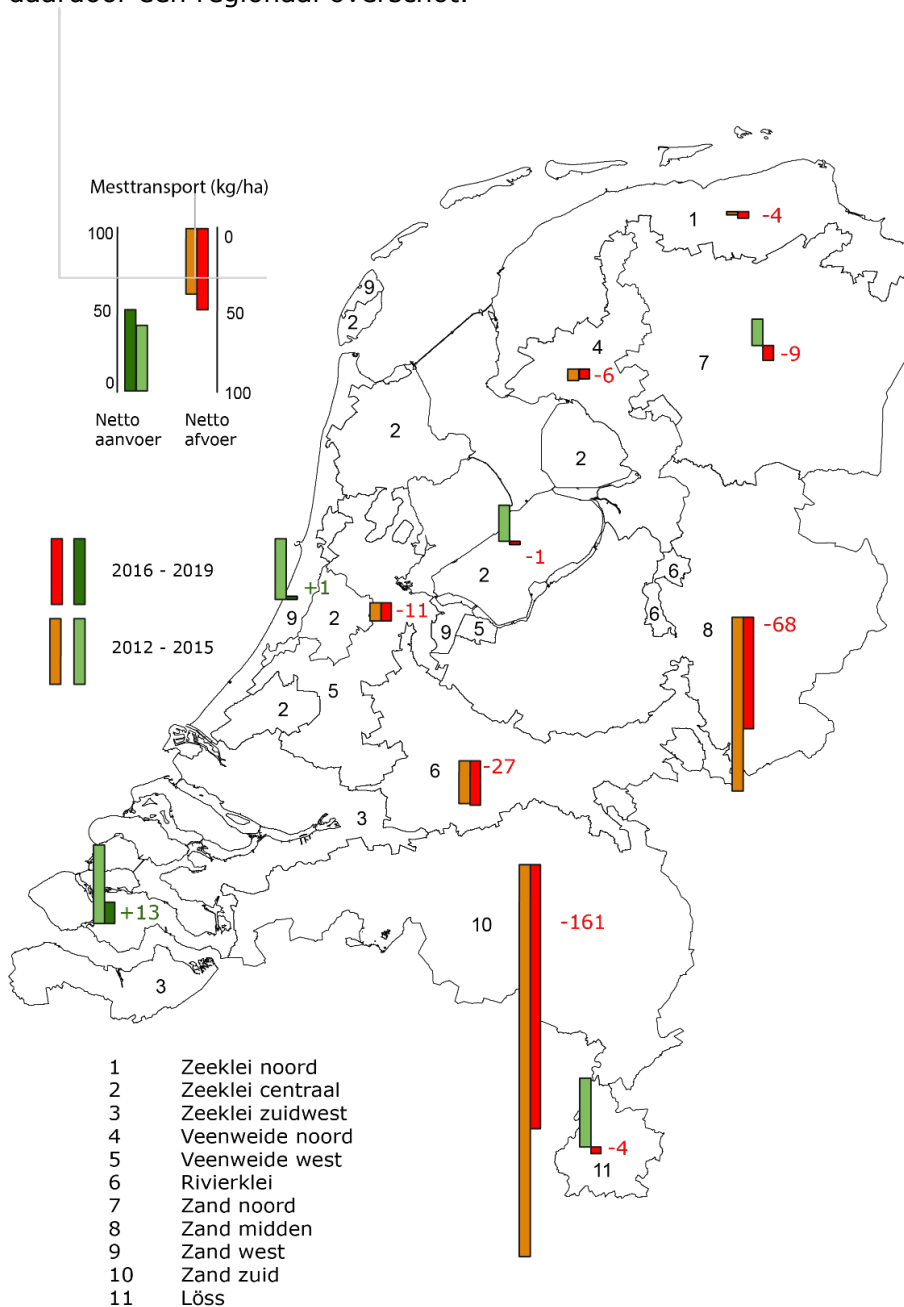 daardoor een regionaal overschot.
Mesttransport (kg/ha)
100 0
50 50
0 100
Netto aanvoer
Netto afvoer
2016 - 2019
2012 - 2015
1 -4
9
2
4
-6
7 -9
2
2
-1
2
+1
9 2 -11
9 5
6
6
8 -68
5
2
6 -27
3
+13
3
10 -161
-4
11
1 Zeeklei noord
2 Zeeklei centraal
3 Zeeklei zuidwest
4 Veenweide noord
5 Veenweide west
6 Rivierklei
7 Zand noord
8 Zand midden
9 Zand west
10 Zand zuid
11 Löss